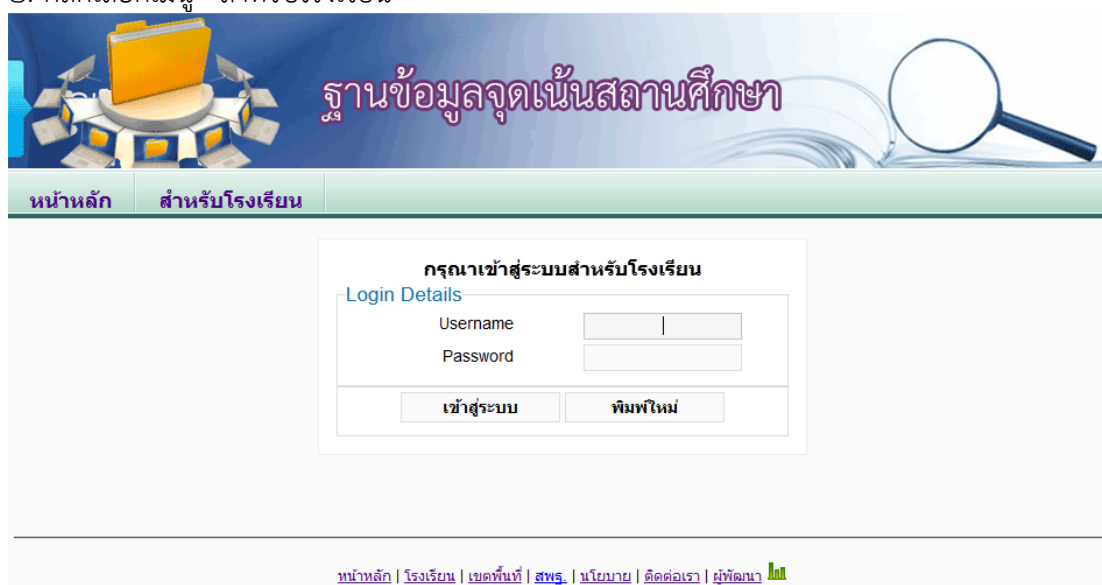 ฐานข้อมูลจุดเน้นสถานศึกษา
หน้าหลัก สำหรับโรงเรียน
กรุณาเข้าสู่ระบบสำหรับโรงเรียน
Login Details
Username
Password
เข้าสู่ระบบ พิมพ์ใหม่
หน้าหลัก | โรงเรียน | เขตพื้นที่ | สพฐ. | นโยบาย | ติดต่อเรา | ผู้พัฒนา